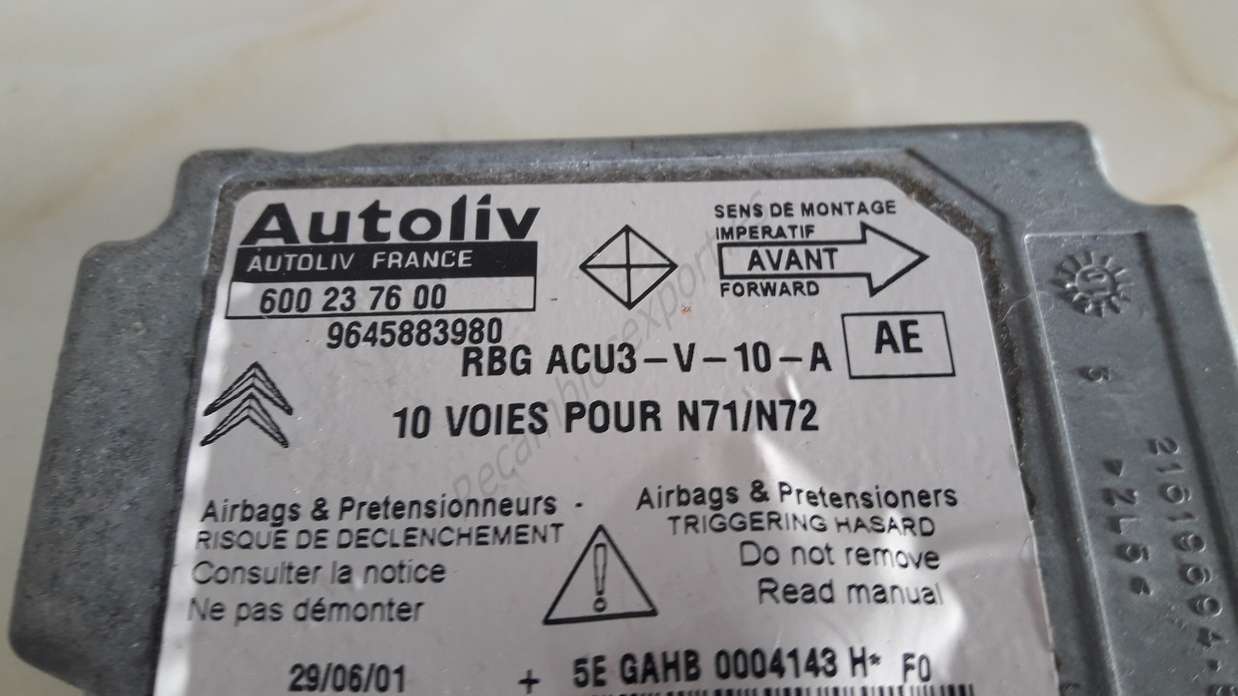 Autoliv
AUTOLIV FRANCE
600 23 76 00
9645883980
SENS DE MONTAGE
IMPERATIF
AVANT
FORWARD
RBG ACU3-V-10-A
AE
10 VOIES POUR N71/N72
Airbags & Pretensionneurs -
RISQUE DE DECLENCHEMENT
Consulter la notice
Ne pas démonter
Airbags & Pretensioners
TRIGGERING HASARD
Do not remove
Read manual
29/06/01 + 5E GAHB 0004143 H* F0
5